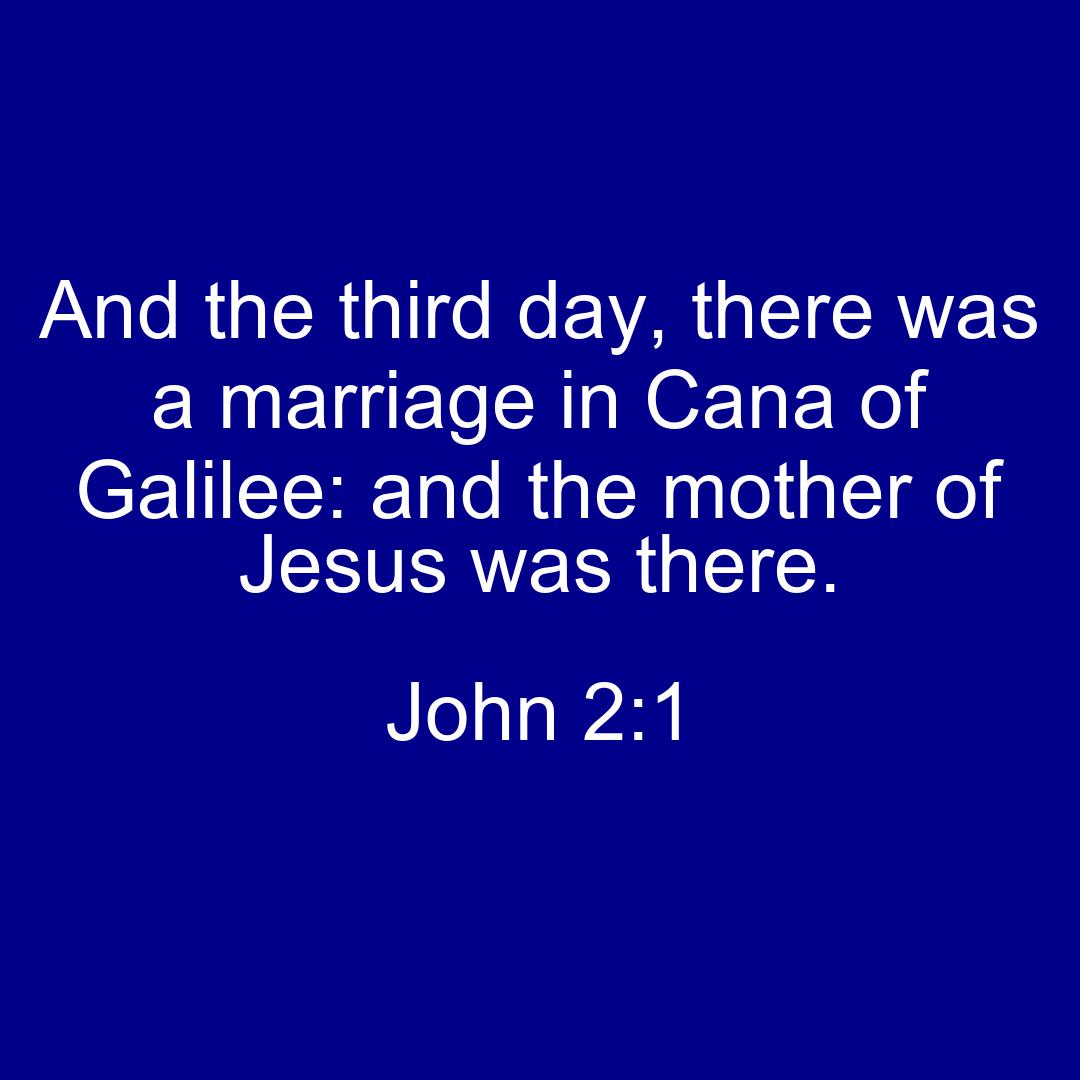 And the third day, there was
a marriage in Cana of
Galilee: and the mother of
Jesus was there.
John 2:1